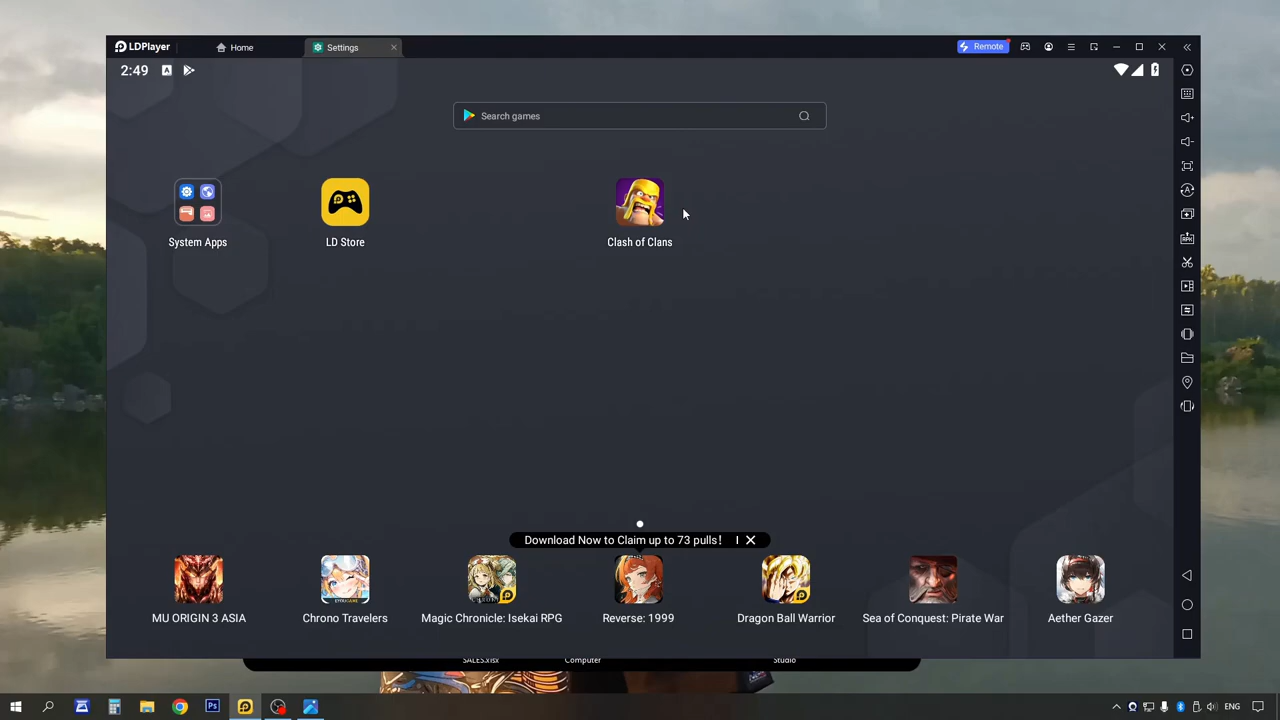 LDPlayer
Home
Settings
Remote
2:49
Search games
System Apps
LD Store
Clash of Clans
APK
Download Now to Claim up to 73 pulls!
MU ORIGIN 3 ASIA
Chrono Travelers
Magic Chronicle: Isekai RPG
Reverse: 1999
Dragon Ball Warrior
Sea of Conquest: Pirate War
Aether Gazer
SALES.xlsx
Computer
Studio
Ps
ENG